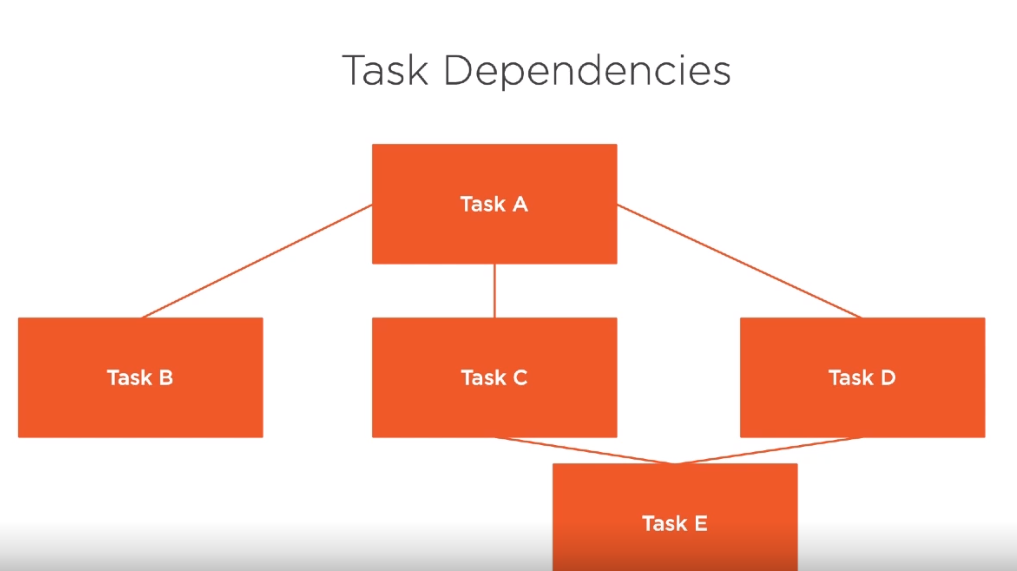 Task Dependencies
Task A
Task B
Task C
Task D
Task E